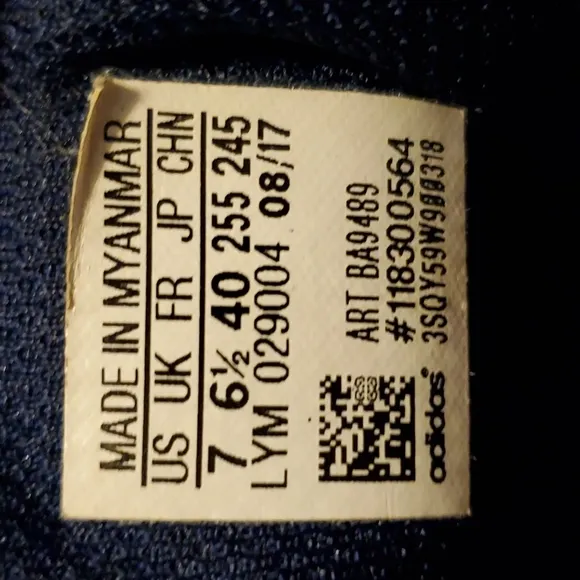 MADE IN MYANMAR
US UK FR JP CHN
7 6½ 40 255 245
LYM 029004 08/17
ART BA9489
#118300564
3SQY59W900318
adidas®